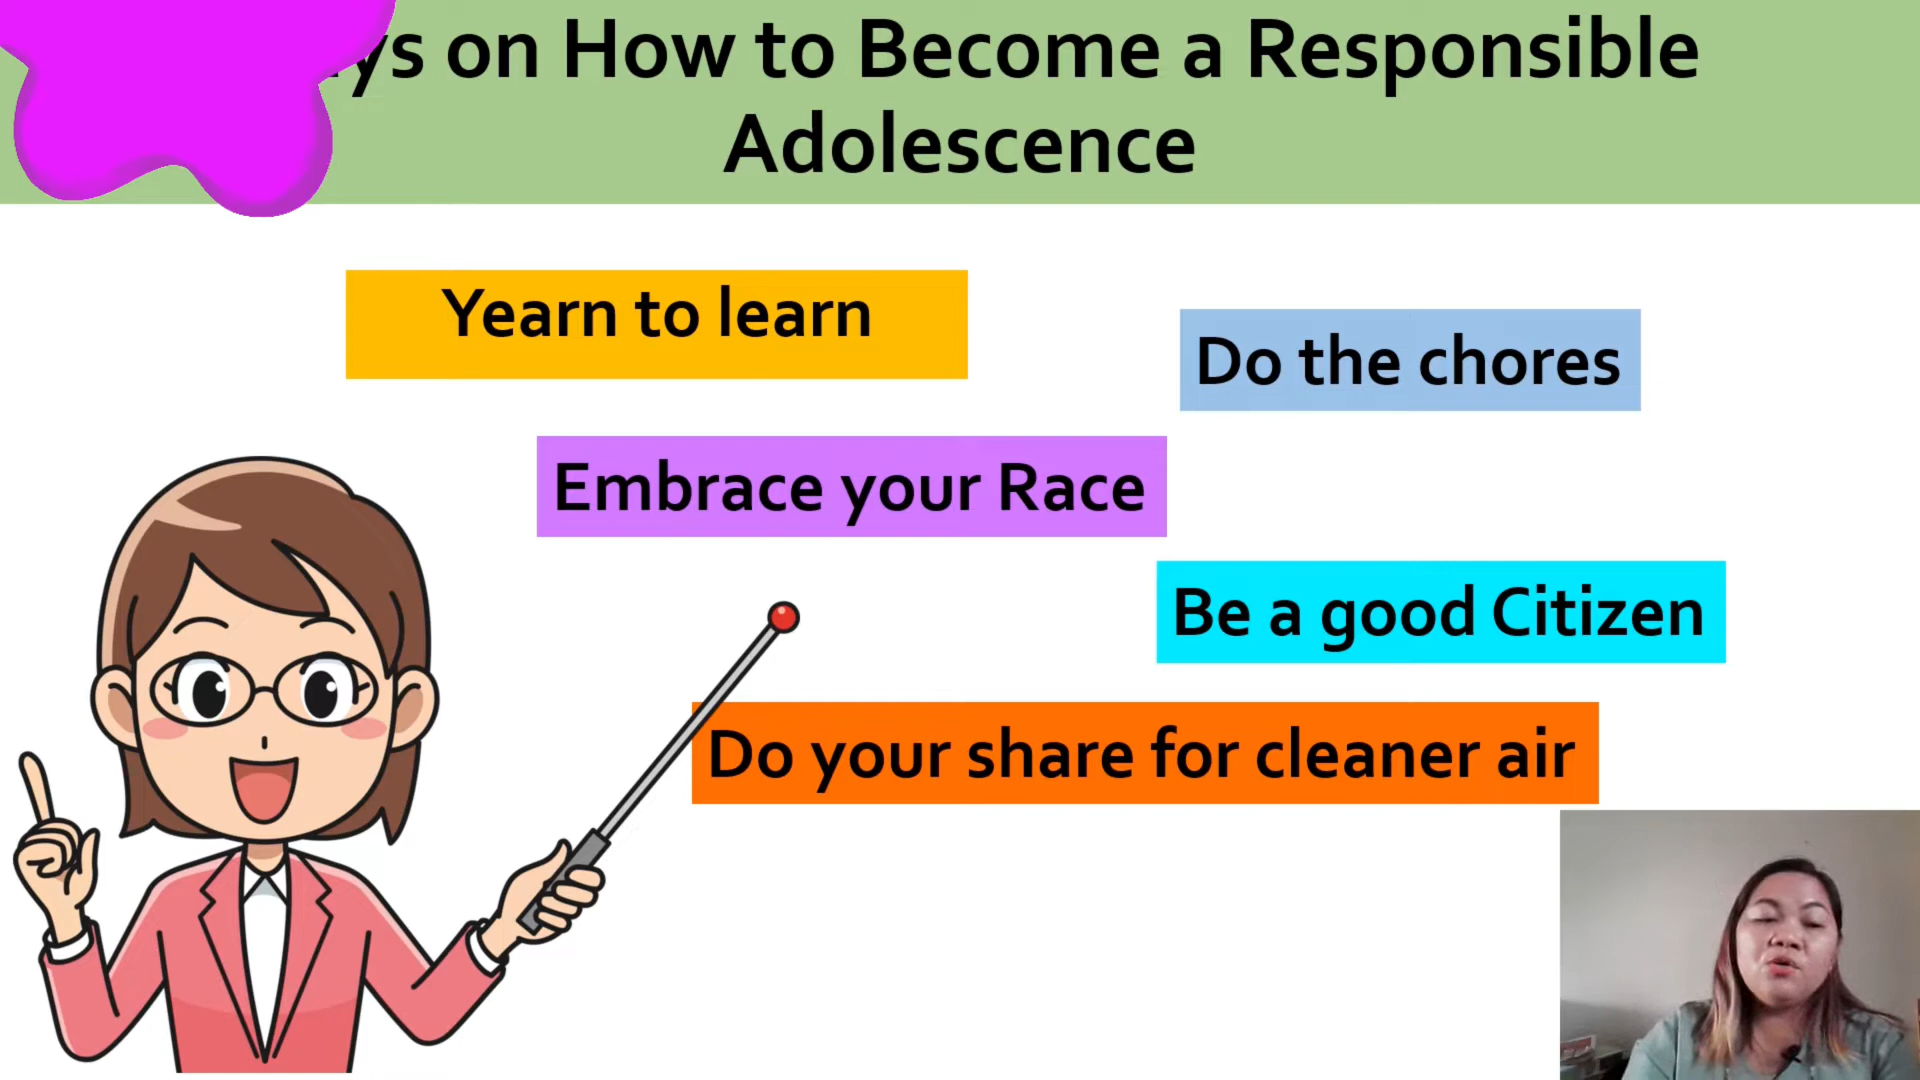 on How to Become a Responsible
Adolescence
Yearn to learn
Do the chores
Embrace your Race
Be a good Citizen
Do your share for cleaner air